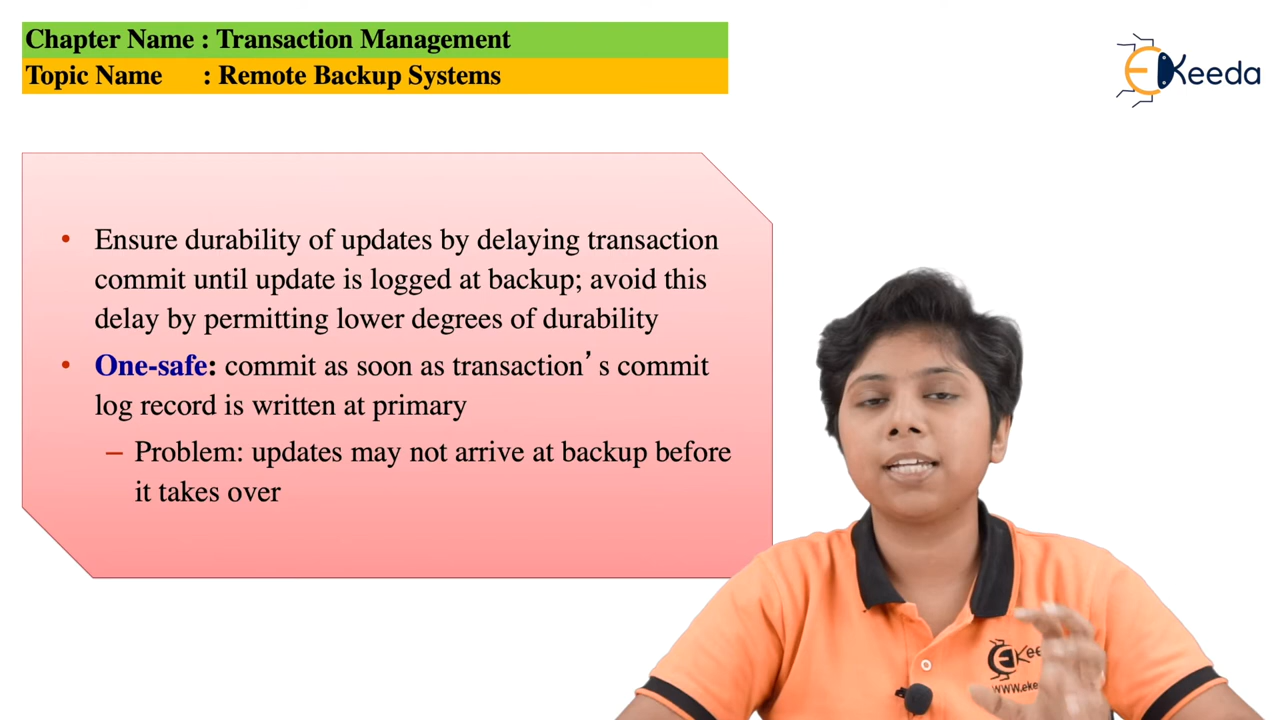 Chapter Name : Transaction Management
Topic Name : Remote Backup Systems
Keeda
• Ensure durability of updates by delaying transaction
commit until update is logged at backup; avoid this
delay by permitting lower degrees of durability
• One-safe: commit as soon as transaction’s commit
log record is written at primary
– Problem: updates may not arrive at backup before
it takes over